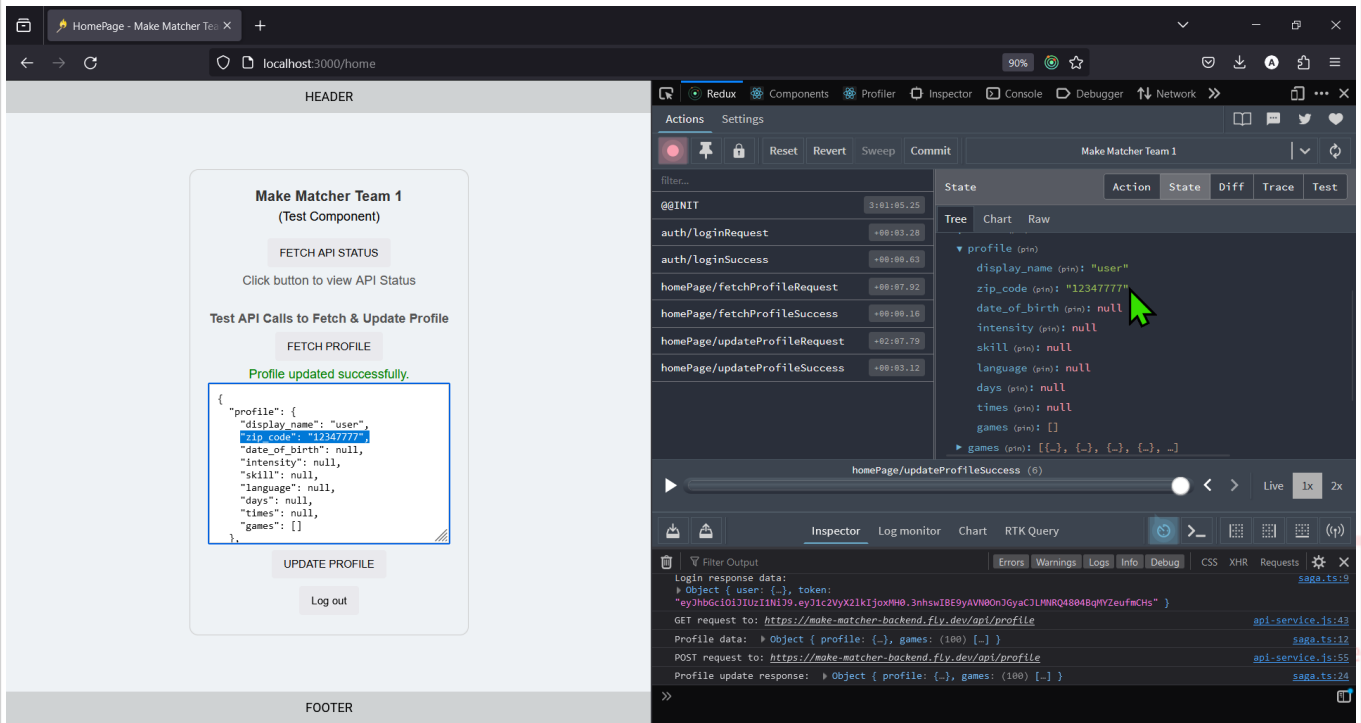 HomePage - Make Matcher Tea
localhost:3000/home
90%
HEADER
Make Matcher Team 1
(Test Component)
FETCH API STATUS
Click button to view API Status
Test API Calls to Fetch & Update Profile
FETCH PROFILE
Profile updated successfully.
{
"profile": {
"display_name": "user",
"zip_code": "12347777",
"date_of_birth": null,
"intensity": null,
"skill": null,
"language": null,
"days": null,
"times": null,
"games": []
},
UPDATE PROFILE
Log out
FOOTER
Redux Components Profiler Inspector Console Debugger Network
Actions Settings
Reset Revert Sweep Commit Make Matcher Team 1
filter...
@@INIT 3:01:05.25
auth/loginRequest +00:03.28
auth/loginSuccess +00:00.63
homePage/fetchProfileRequest +00:07.92
homePage/fetchProfileSuccess +00:00.16
homePage/updateProfileRequest +02:07.79
homePage/updateProfileSuccess +00:03.12
State Action State Diff Trace Test
Tree Chart Raw
profile (pin)
display_name (pin): "user"
zip_code (pin): "12347777"
date_of_birth (pin): null
intensity (pin): null
skill (pin): null
language (pin): null
days (pin): null
times (pin): null
games (pin): []
games (pin): [{…}, {…}, {…}, {…}, …]
homePage/updateProfileSuccess (6)
Live 1x 2x
Inspector Log monitor Chart RTK Query
Filter Output Errors Warnings Logs Info Debug CSS XHR Requests
Login response data: saga.ts:9
Object { user: {…}, token:
"eyJhbGciOiJIUzI1NiJ9.eyJ1c2VyX2lkIjoxMH0.3nhswIBE9yAVN0OnJGyaCJLMNRQ4804BqMYZeufmCHs" }
GET request to: https://make-matcher-backend.fly.dev/api/profile api-service.js:43
Profile data: Object { profile: {…}, games: (100) […] } saga.ts:12
POST request to: https://make-matcher-backend.fly.dev/api/profile api-service.js:55
Profile update response: Object { profile: {…}, games: (100) […] } saga.ts:24